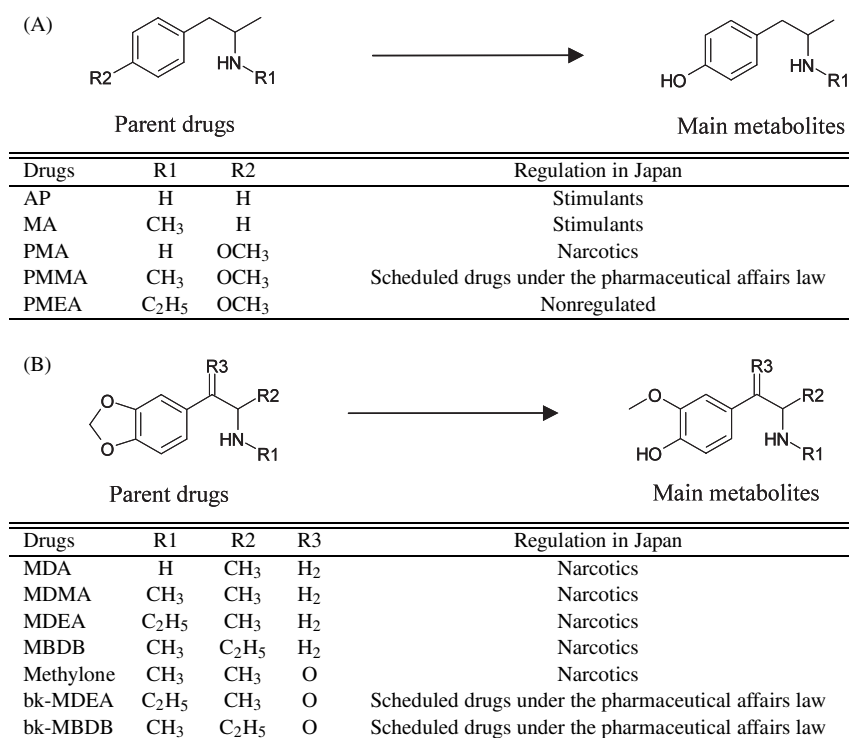 (A)
R2
HN
R1
HO
HN
R1
Parent drugs
Main metabolites
Drugs R1 R2 Regulation in Japan
AP H H Stimulants
MA CH₃ H Stimulants
PMA H OCH₃ Narcotics
PMMA CH₃ OCH₃ Scheduled drugs under the pharmaceutical affairs law
PMEA C₂H₅ OCH₃ Nonregulated
(B)
R3
R2
O
O
HN
R1
R3
R2
O
HO
HN
R1
Parent drugs
Main metabolites
Drugs R1 R2 R3 Regulation in Japan
MDA H CH₃ H₂ Narcotics
MDMA CH₃ CH₃ H₂ Narcotics
MDEA C₂H₅ CH₃ H₂ Narcotics
MBDB CH₃ C₂H₅ H₂ Narcotics
Methylone CH₃ CH₃ O Narcotics
bk-MDEA C₂H₅ CH₃ O Scheduled drugs under the pharmaceutical affairs law
bk-MBDB CH₃ C₂H₅ O Scheduled drugs under the pharmaceutical affairs law